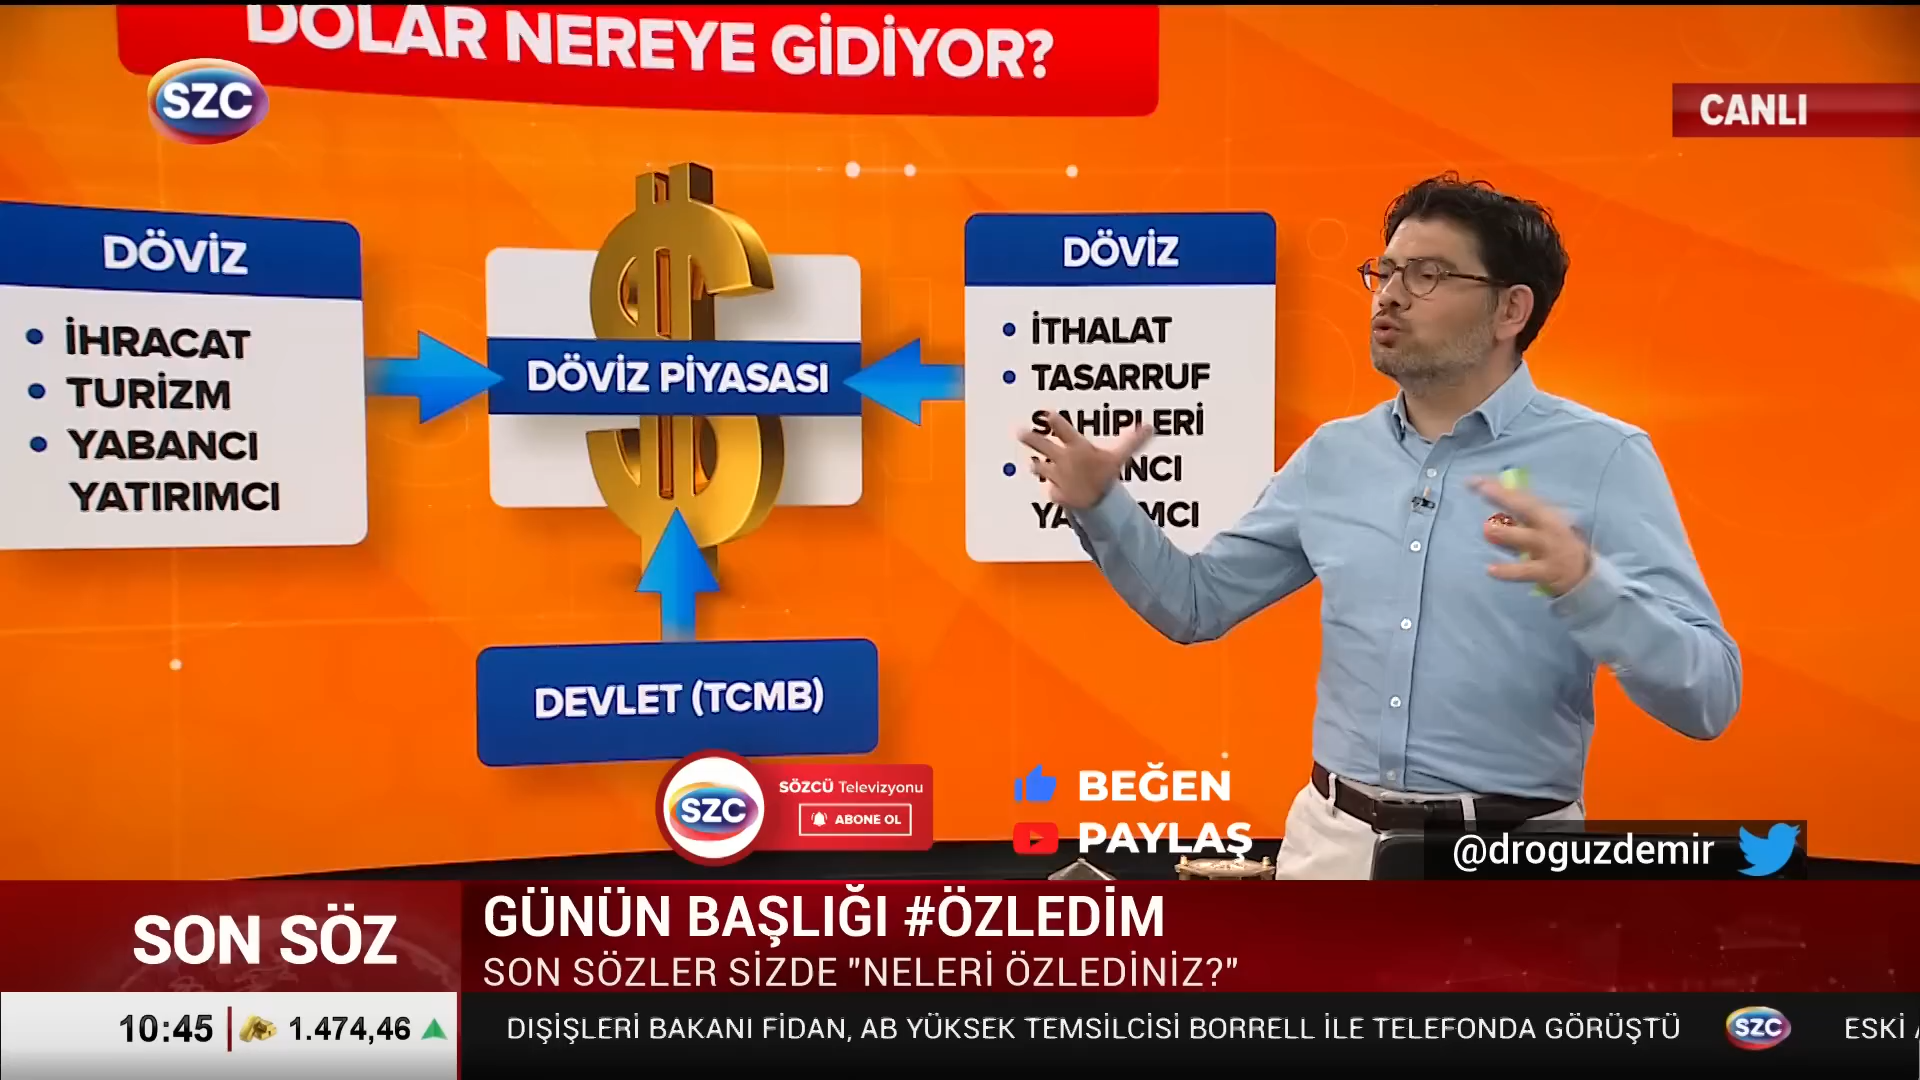 DOLAR NEREYE GİDİYOR?
SZC
CANLI
DÖVİZ
• İHRACAT
• TURİZM
• YABANCI
YATIRIMCI
DÖVİZ PİYASASI
DÖVİZ
• İTHALAT
• TASARRUF
SAHİPLERİ
DEVLET (TCMB)
SZC
SÖZCÜ Televizyonu
ABONE OL
BEĞEN
PAYLAŞ
@droguzdemir
SON SÖZ
GÜNÜN BAŞLIĞI #ÖZLEDİM
SON SÖZLER SİZDE "NELERİ ÖZLEDİNİZ?"
10:45
1.474,46
DIŞİŞLERİ BAKANI FİDAN, AB YÜKSEK TEMSİLCİSİ BORRELL İLE TELEFONDA GÖRÜŞTÜ
SZC
ESKİ